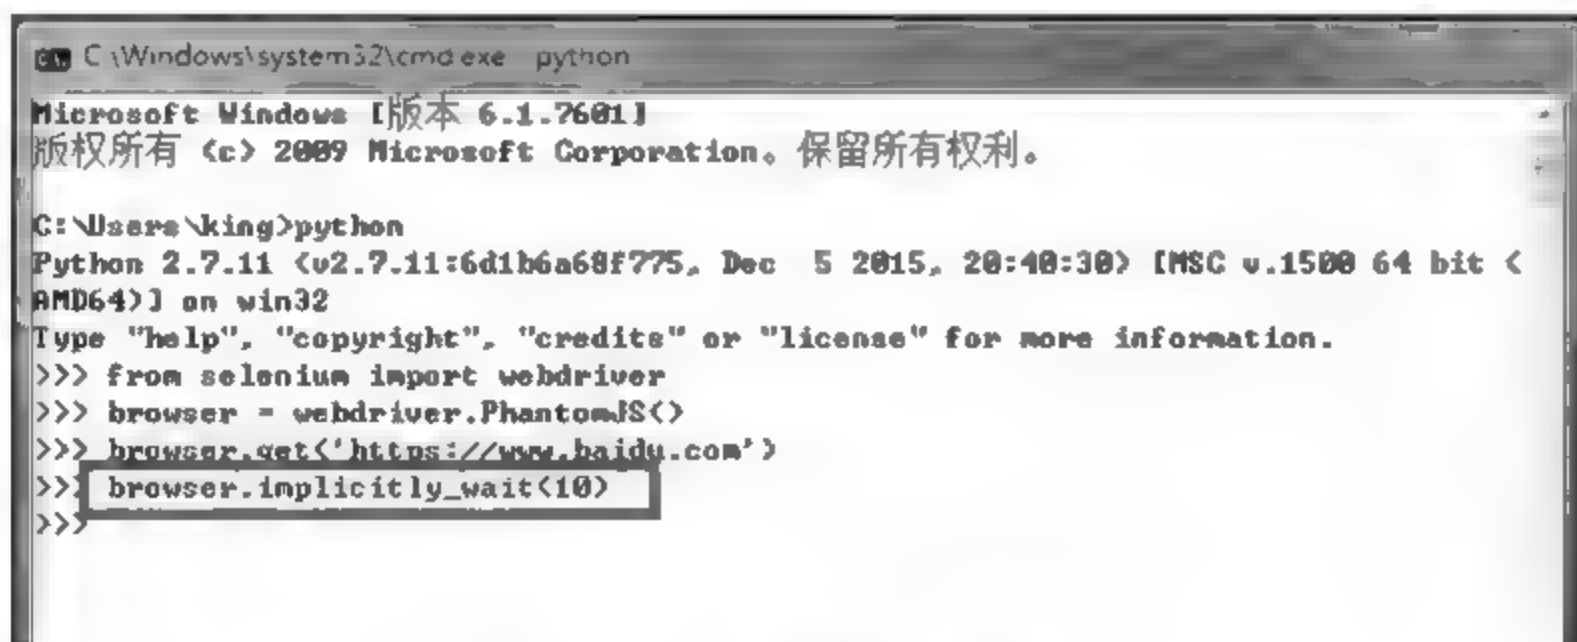 C:\Windows\system32\cmd.exe python
Microsoft Windows [版本 6.1.7601]
版权所有 (c) 2009 Microsoft Corporation。保留所有权利。
C:\Users\king>python
Python 2.7.11 (v2.7.11:6d1b6a68f775, Dec  5 2015, 20:40:30) [MSC v.1500 64 bit (
AMD64)] on win32
Type "help", "copyright", "credits" or "license" for more information.
>>> from selenium import webdriver
>>> browser = webdriver.PhantomJS()
>>> browser.get('https://www.baidu.com')
>>> browser.implicitly_wait(10)
>>>